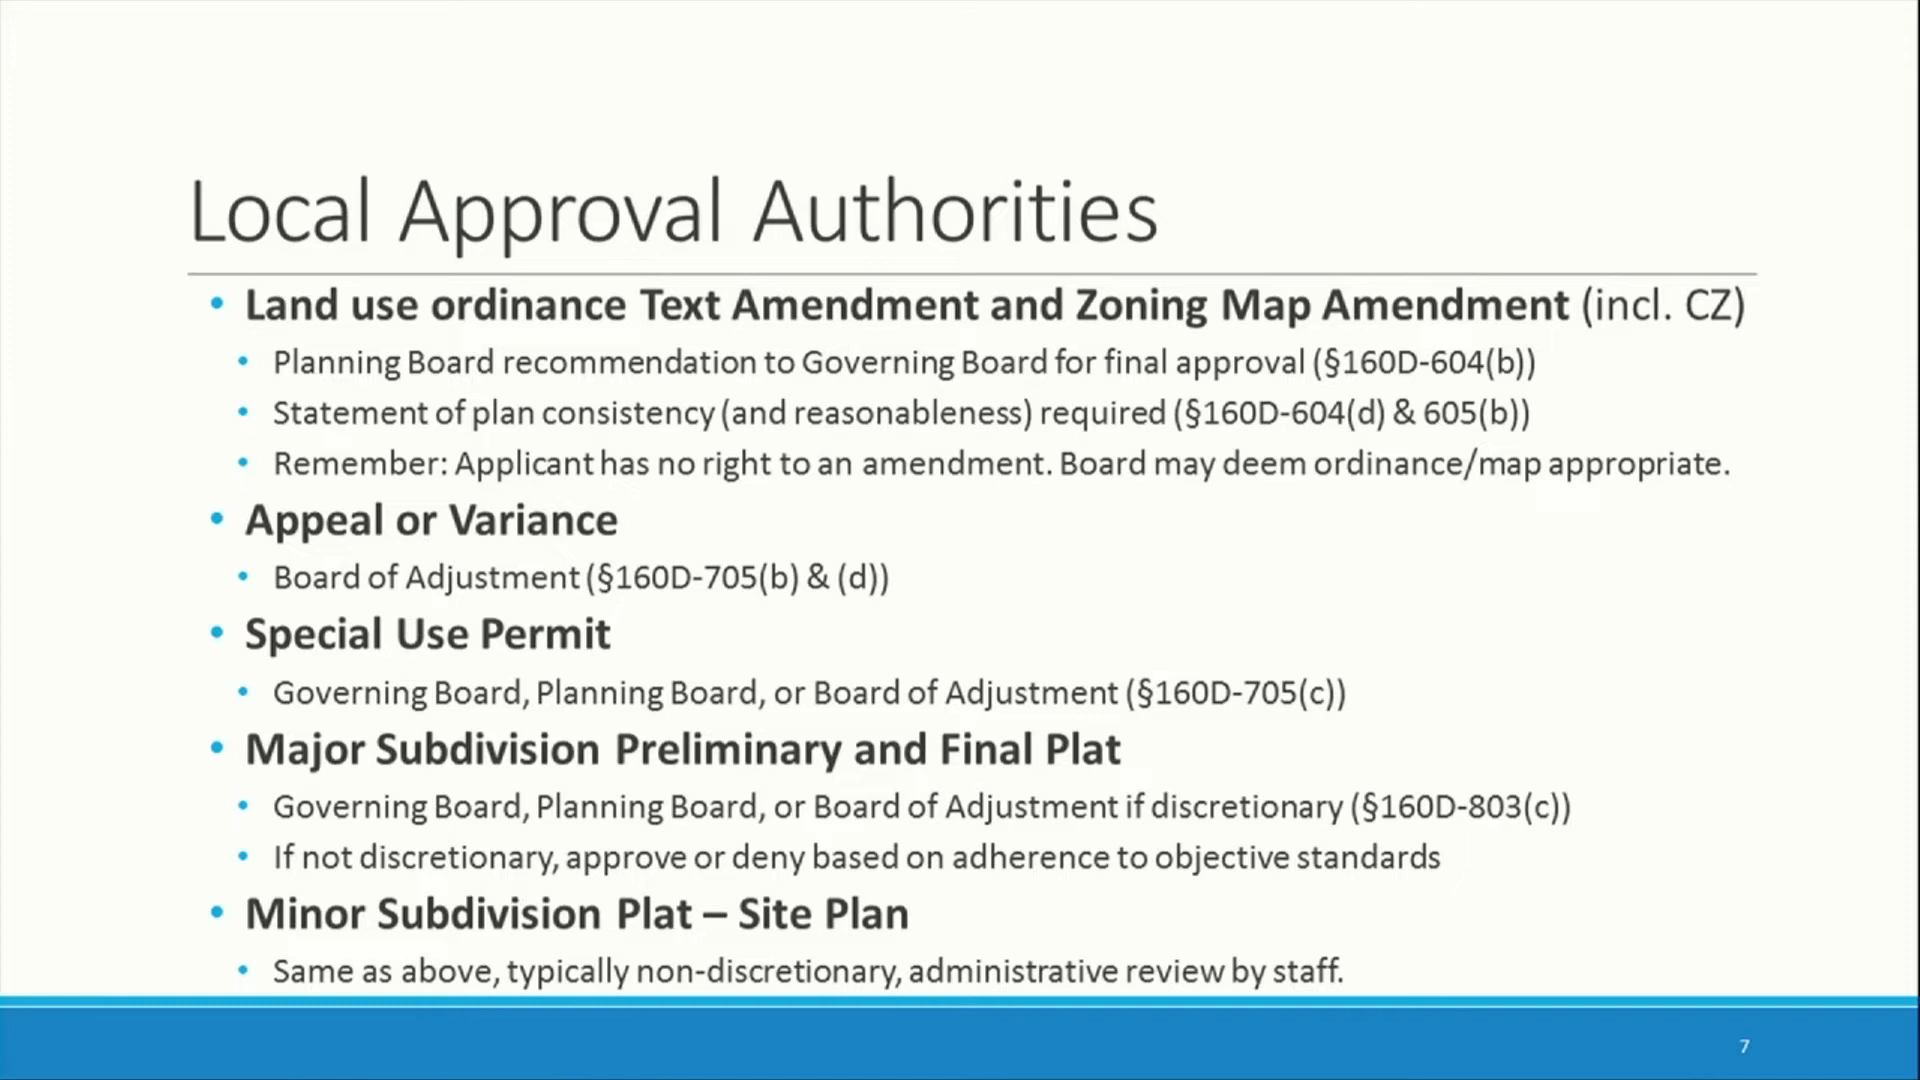 Local Approval Authorities
• Land use ordinance Text Amendment and Zoning Map Amendment (incl. CZ)
• Planning Board recommendation to Governing Board for final approval (§160D-604(b))
• Statement of plan consistency (and reasonableness) required (§160D-604(d) & 605(b))
• Remember: Applicant has no right to an amendment. Board may deem ordinance/map appropriate.
• Appeal or Variance
• Board of Adjustment (§160D-705(b) & (d))
• Special Use Permit
• Governing Board, Planning Board, or Board of Adjustment (§160D-705(c))
• Major Subdivision Preliminary and Final Plat
• Governing Board, Planning Board, or Board of Adjustment if discretionary (§160D-803(c))
• If not discretionary, approve or deny based on adherence to objective standards
• Minor Subdivision Plat – Site Plan
• Same as above, typically non-discretionary, administrative review by staff.
7